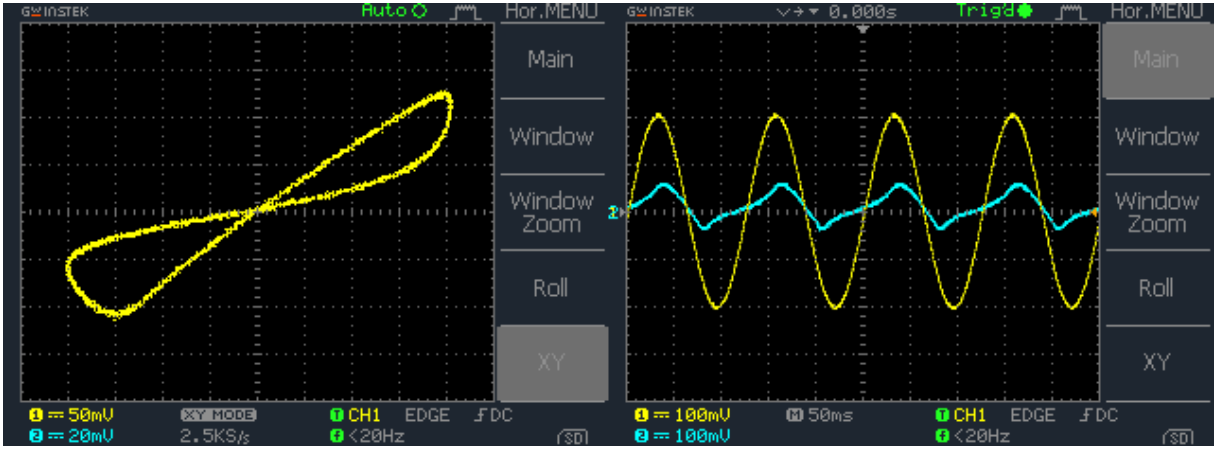 GWINSTEK Auto Hor.MENU
Main
Window
Window
Zoom
Roll
XY
1 50mV XY MODE T CH1 EDGE DC
2 20mV 2.5KS/s f <20Hz SD
GWINSTEK 0.000s Trig'd Hor.MENU
Main
Window
2 Window
Zoom
Roll
XY
1 100mV M 50ms T CH1 EDGE DC
2 100mV f <20Hz SD